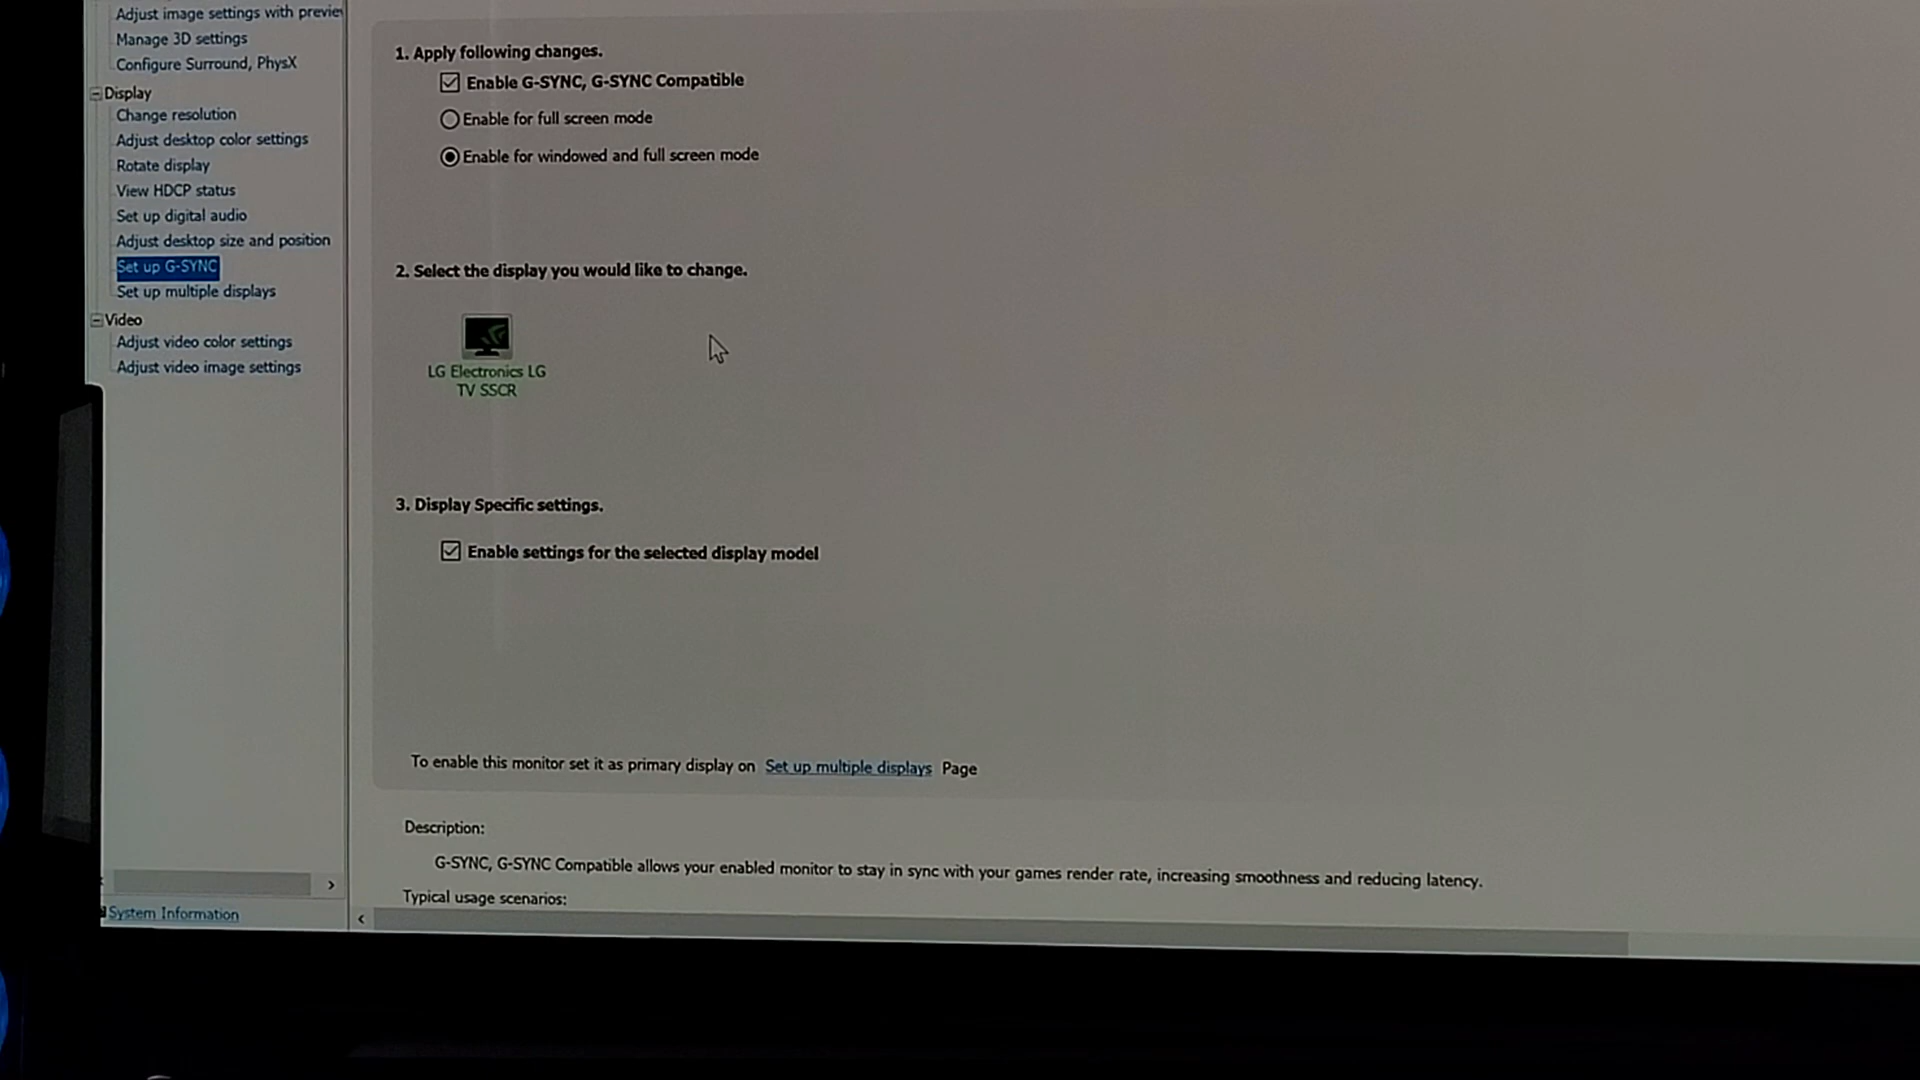 Adjust image settings with preview
Manage 3D settings
Configure Surround, PhysX
Display
Change resolution
Adjust desktop color settings
Rotate display
View HDCP status
Set up digital audio
Adjust desktop size and position
Set up G-SYNC
Set up multiple displays
Video
Adjust video color settings
Adjust video image settings
System Information
1. Apply following changes.
Enable G-SYNC, G-SYNC Compatible
Enable for full screen mode
Enable for windowed and full screen mode
2. Select the display you would like to change.
LG Electronics LG
TV SSCR
3. Display Specific settings.
Enable settings for the selected display model
To enable this monitor set it as primary display on Set up multiple displays Page
Description:
G-SYNC, G-SYNC Compatible allows your enabled monitor to stay in sync with your games render rate, increasing smoothness and reducing latency.
Typical usage scenarios: